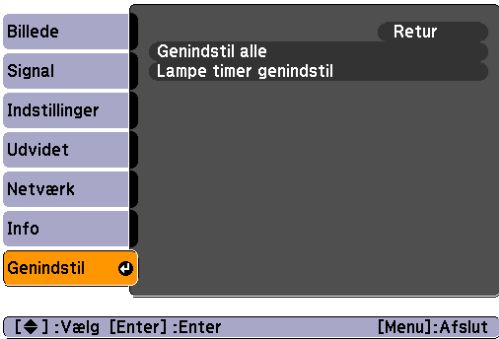 Billede
Signal
Indstillinger
Udvidet
Netværk
Info
Genindstil
Retur
Genindstil alle
Lampe timer genindstil
[◆] :Vælg [Enter] :Enter [Menu]:Afslut